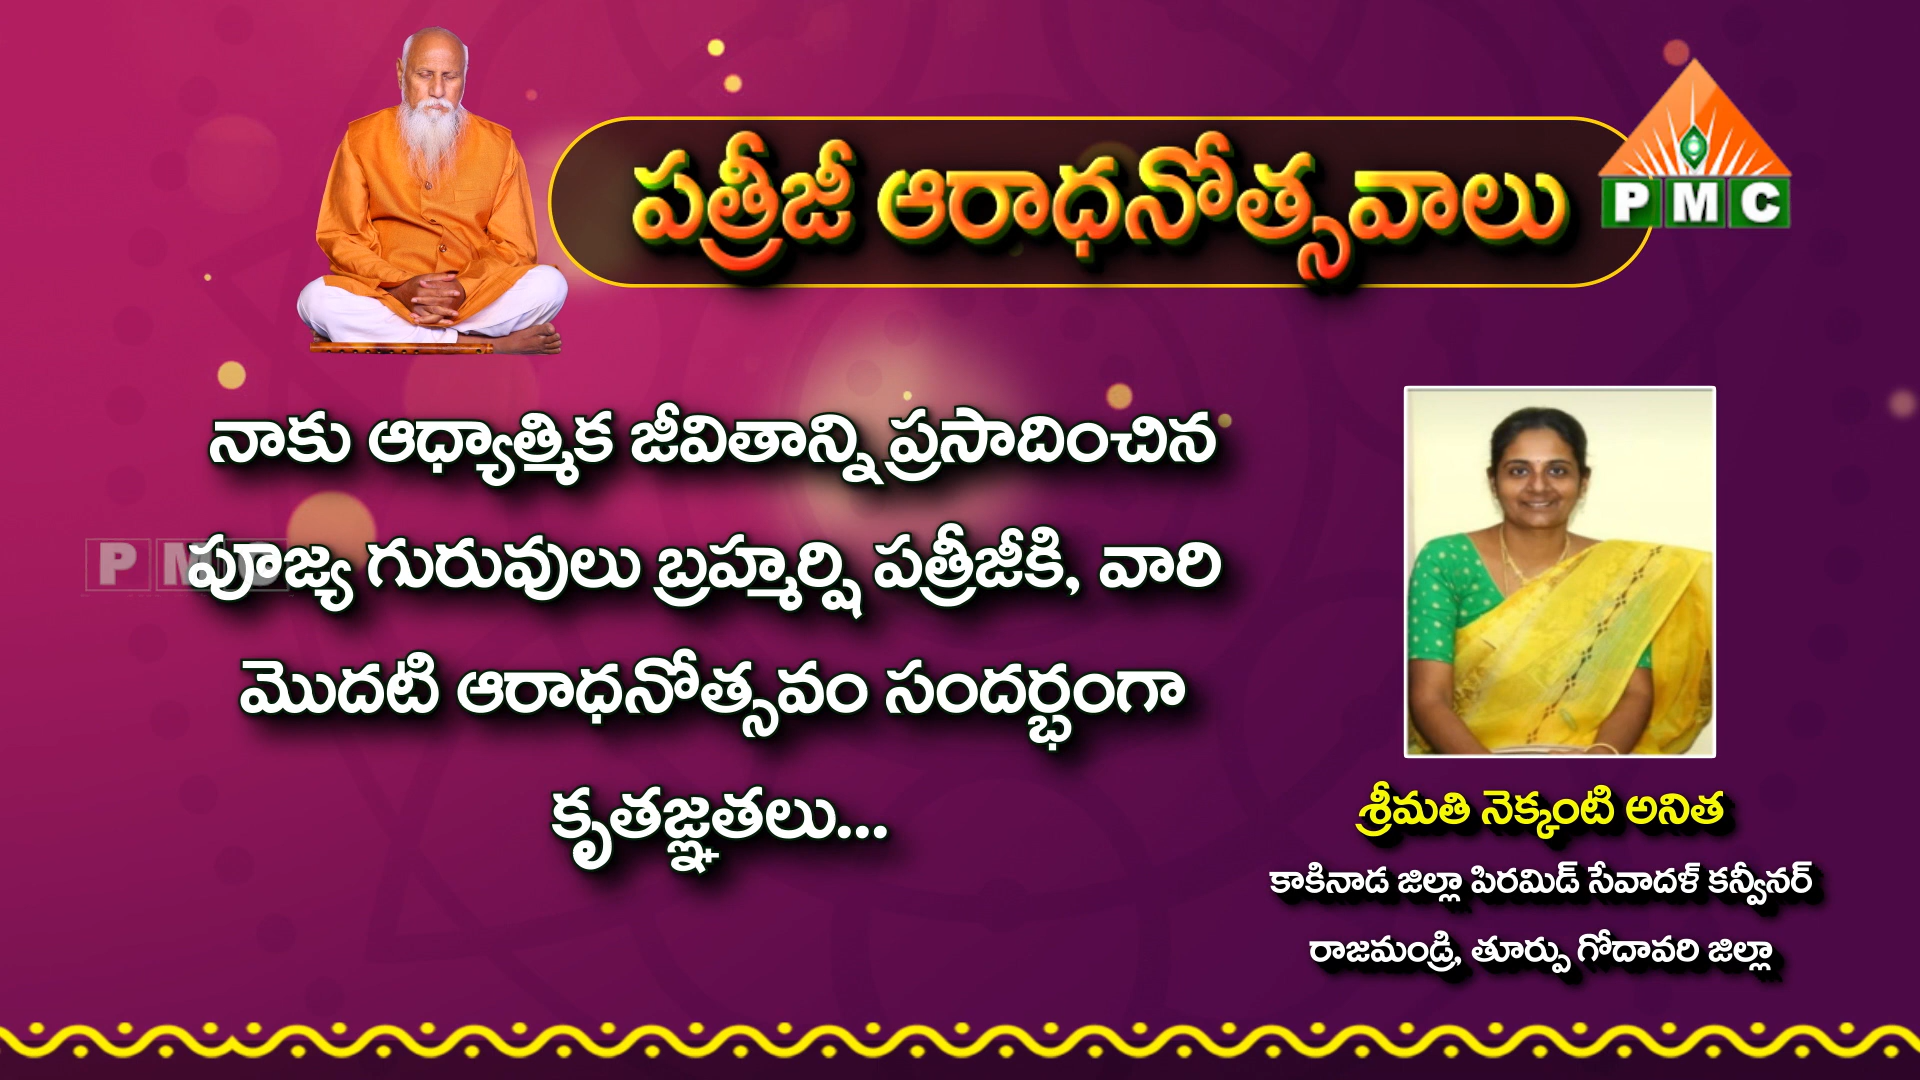 పత్రీజీ ఆరాధనోత్సవాలు
PMC
నాకు ఆధ్యాత్మిక జీవితాన్ని ప్రసాదించిన
పూజ్య గురువులు బ్రహ్మర్షి పత్రీజీకి, వారి
మొదటి ఆరాధనోత్సవం సందర్భంగా
కృతజ్ఞతలు...
PMC
శ్రీమతి నెక్కంటి అనిత
కాకినాడ జిల్లా పిరమిడ్ సేవాదళ్ కన్వీనర్
రాజమండ్రి, తూర్పు గోదావరి జిల్లా